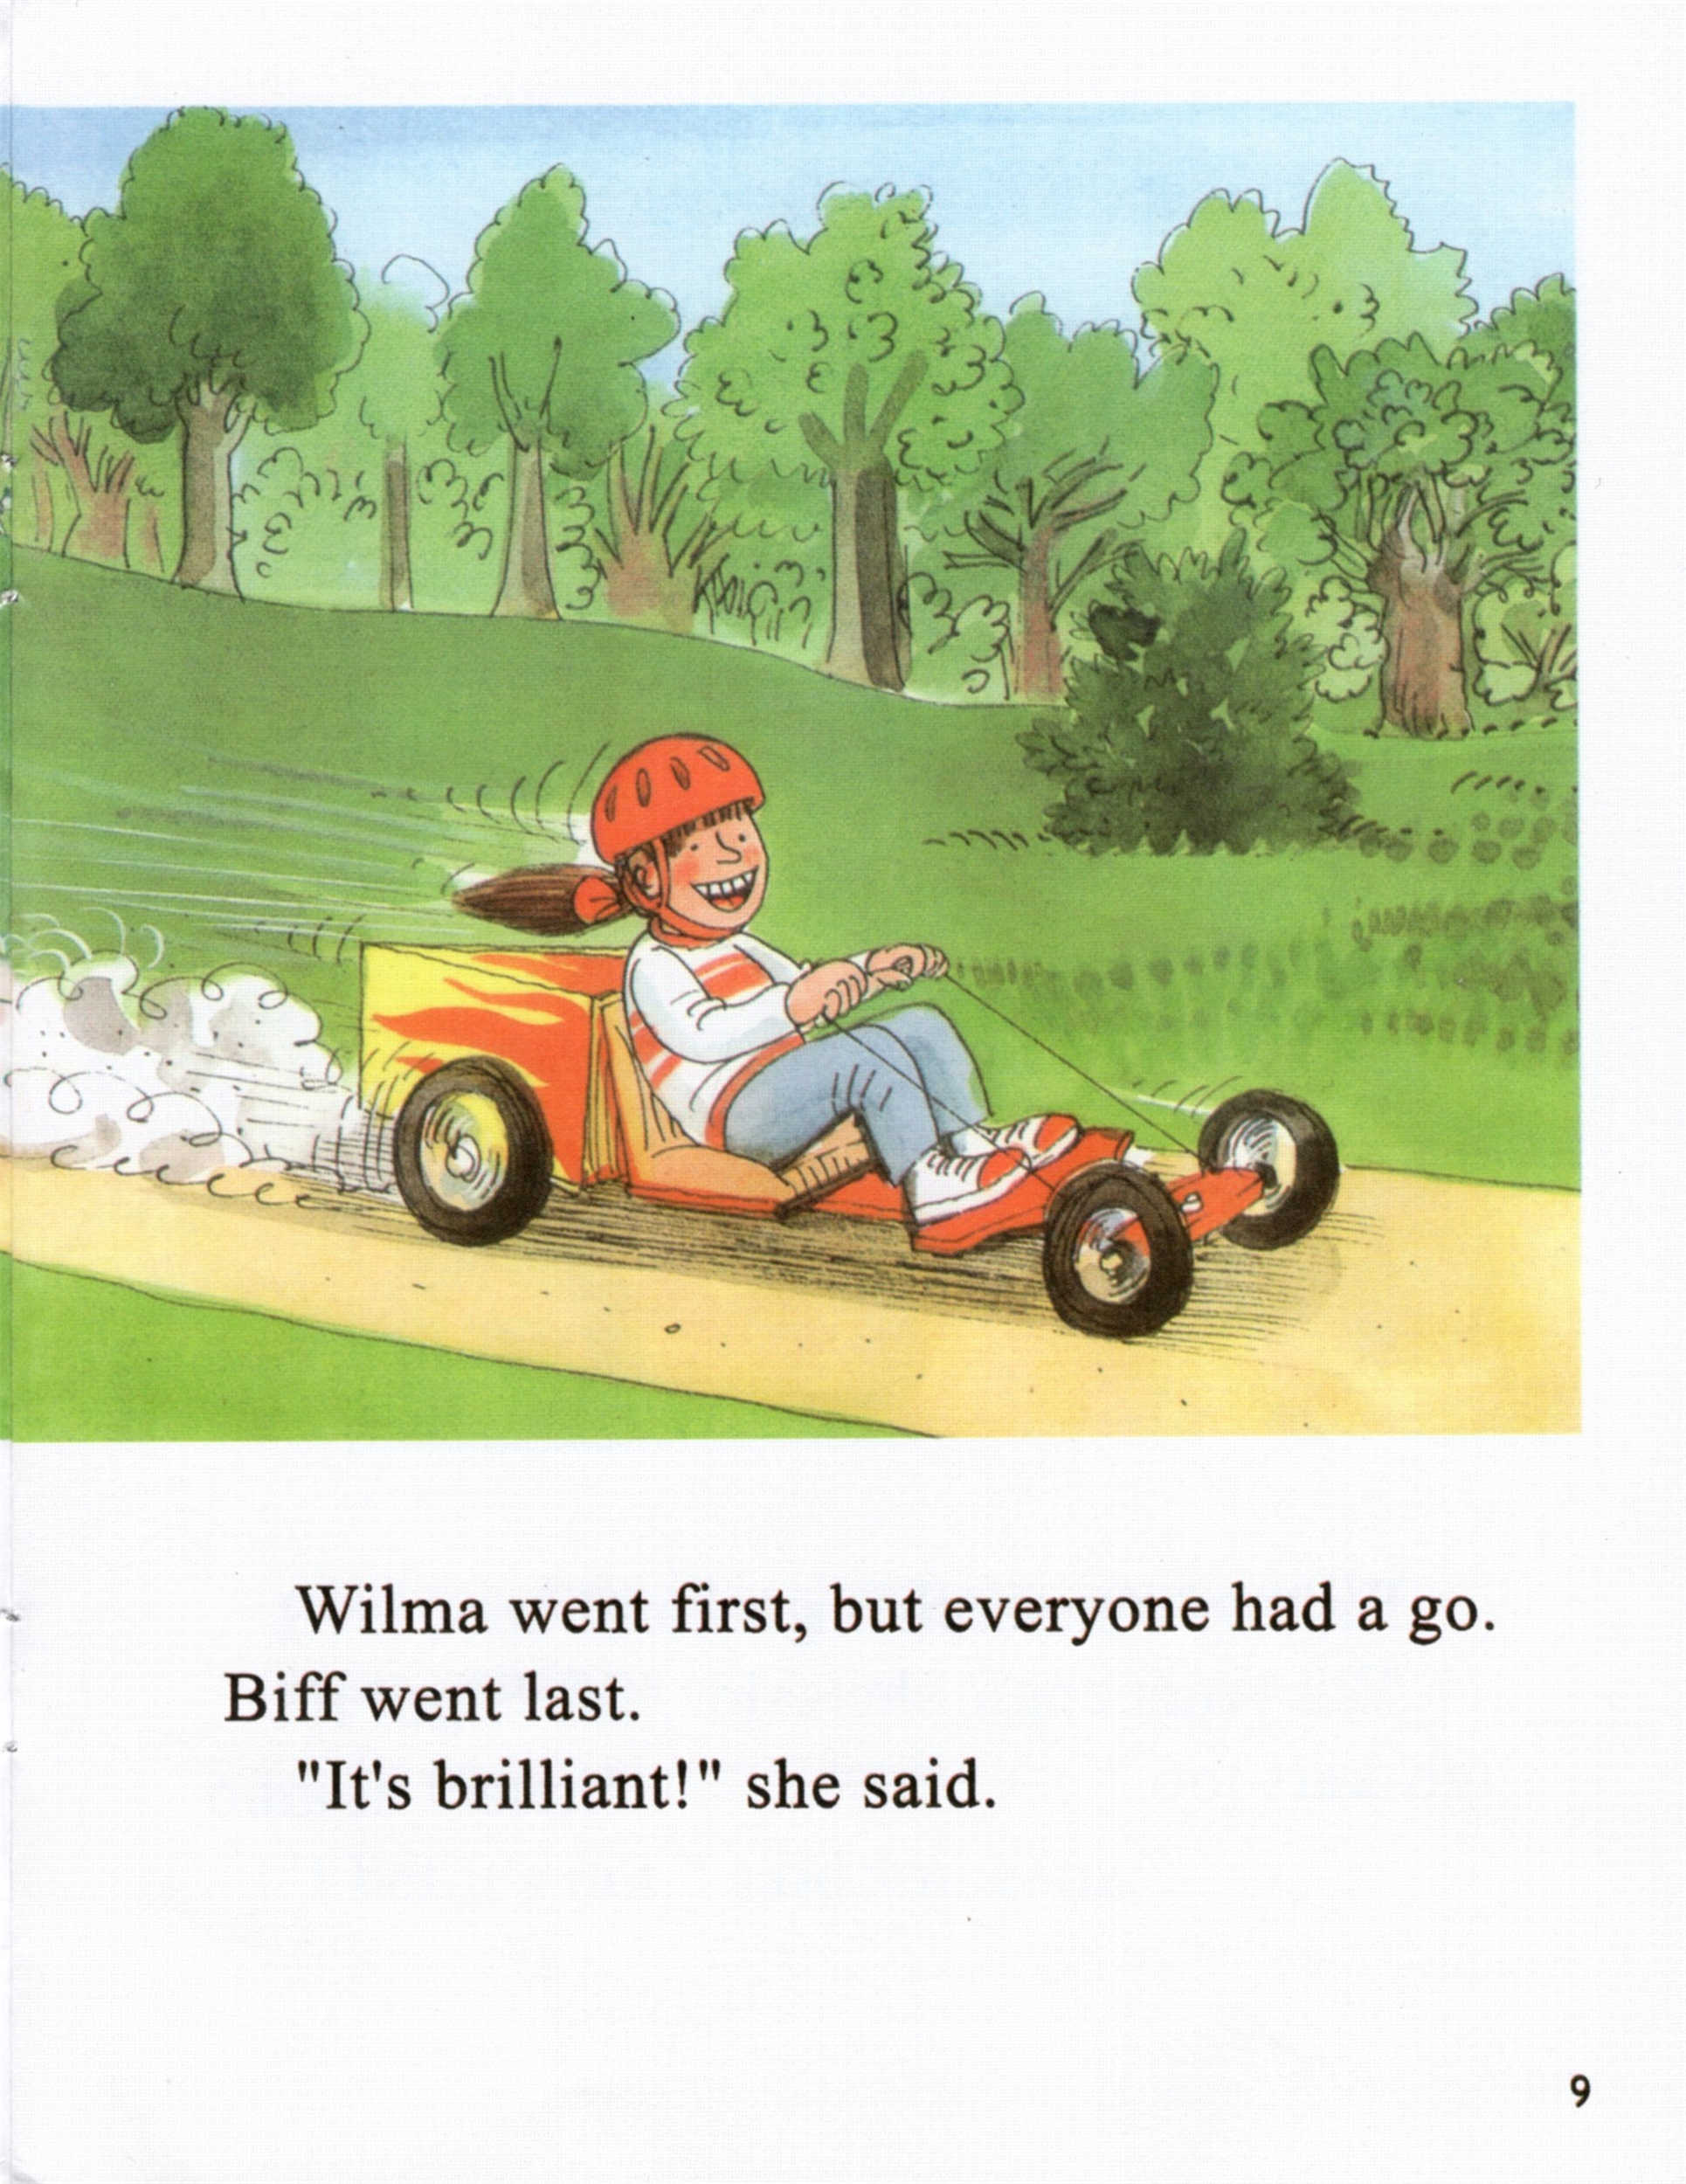 Wilma went first, but everyone had a go.
Biff went last.
"It's brilliant!" she said.
9